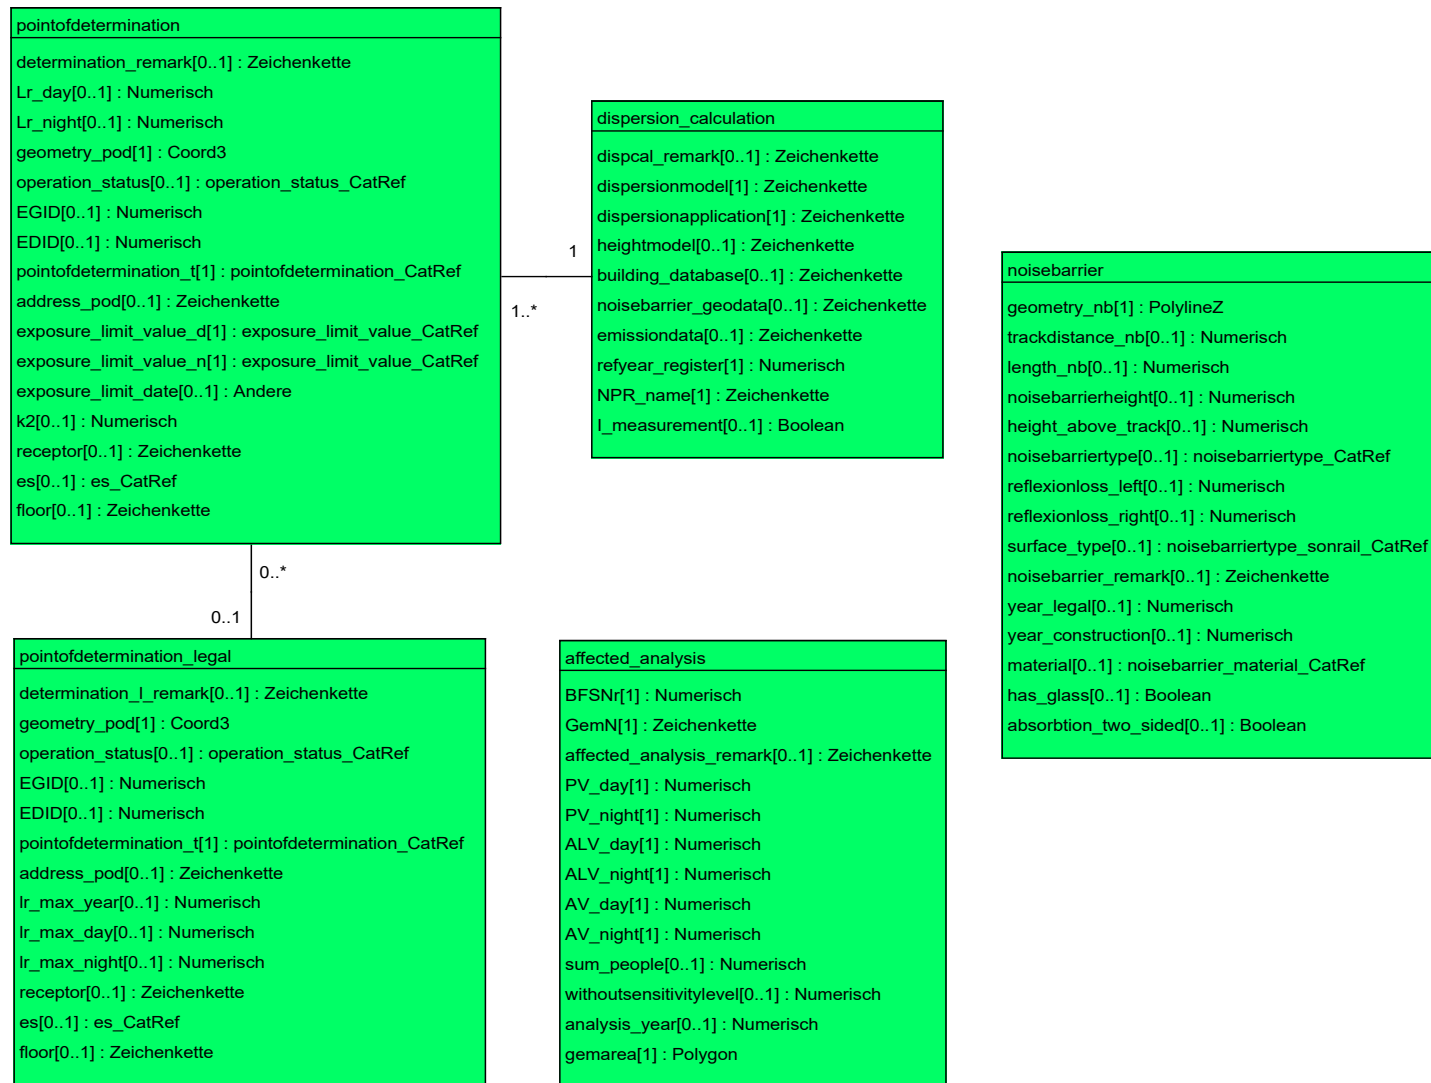 pointofdetermination
determination_remark[0..1] : Zeichenkette
Lr_day[0..1] : Numerisch
Lr_night[0..1] : Numerisch
geometry_pod[1] : Coord3
operation_status[0..1] : operation_status_CatRef
EGID[0..1] : Numerisch
EDID[0..1] : Numerisch
pointofdetermination_t[1] : pointofdetermination_CatRef
address_pod[0..1] : Zeichenkette
exposure_limit_value_d[1] : exposure_limit_value_CatRef
exposure_limit_value_n[1] : exposure_limit_value_CatRef
exposure_limit_date[0..1] : Andere
k2[0..1] : Numerisch
receptor[0..1] : Zeichenkette
es[0..1] : es_CatRef
floor[0..1] : Zeichenkette
1
1..*
dispersion_calculation
dispcal_remark[0..1] : Zeichenkette
dispersionmodel[1] : Zeichenkette
dispersionapplication[1] : Zeichenkette
heightmodel[0..1] : Zeichenkette
building_database[0..1] : Zeichenkette
noisebarrier_geodata[0..1] : Zeichenkette
emissiondata[0..1] : Zeichenkette
refyear_register[1] : Numerisch
NPR_name[1] : Zeichenkette
l_measurement[0..1] : Boolean
noisebarrier
geometry_nb[1] : PolylineZ
trackdistance_nb[0..1] : Numerisch
length_nb[0..1] : Numerisch
noisebarrierheight[0..1] : Numerisch
height_above_track[0..1] : Numerisch
noisebarriertype[0..1] : noisebarriertype_CatRef
reflexionloss_left[0..1] : Numerisch
reflexionloss_right[0..1] : Numerisch
surface_type[0..1] : noisebarriertype_sonrail_CatRef
noisebarrier_remark[0..1] : Zeichenkette
year_legal[0..1] : Numerisch
year_construction[0..1] : Numerisch
material[0..1] : noisebarrier_material_CatRef
has_glass[0..1] : Boolean
absorbtion_two_sided[0..1] : Boolean
0..*
0..1
pointofdetermination_legal
determination_l_remark[0..1] : Zeichenkette
geometry_pod[1] : Coord3
operation_status[0..1] : operation_status_CatRef
EGID[0..1] : Numerisch
EDID[0..1] : Numerisch
pointofdetermination_t[1] : pointofdetermination_CatRef
address_pod[0..1] : Zeichenkette
lr_max_year[0..1] : Numerisch
lr_max_day[0..1] : Numerisch
lr_max_night[0..1] : Numerisch
receptor[0..1] : Zeichenkette
es[0..1] : es_CatRef
floor[0..1] : Zeichenkette
affected_analysis
BFSNr[1] : Numerisch
GemN[1] : Zeichenkette
affected_analysis_remark[0..1] : Zeichenkette
PV_day[1] : Numerisch
PV_night[1] : Numerisch
ALV_day[1] : Numerisch
ALV_night[1] : Numerisch
AV_day[1] : Numerisch
AV_night[1] : Numerisch
sum_people[0..1] : Numerisch
withoutsensitivitylevel[0..1] : Numerisch
analysis_year[0..1] : Numerisch
gemarea[1] : Polygon